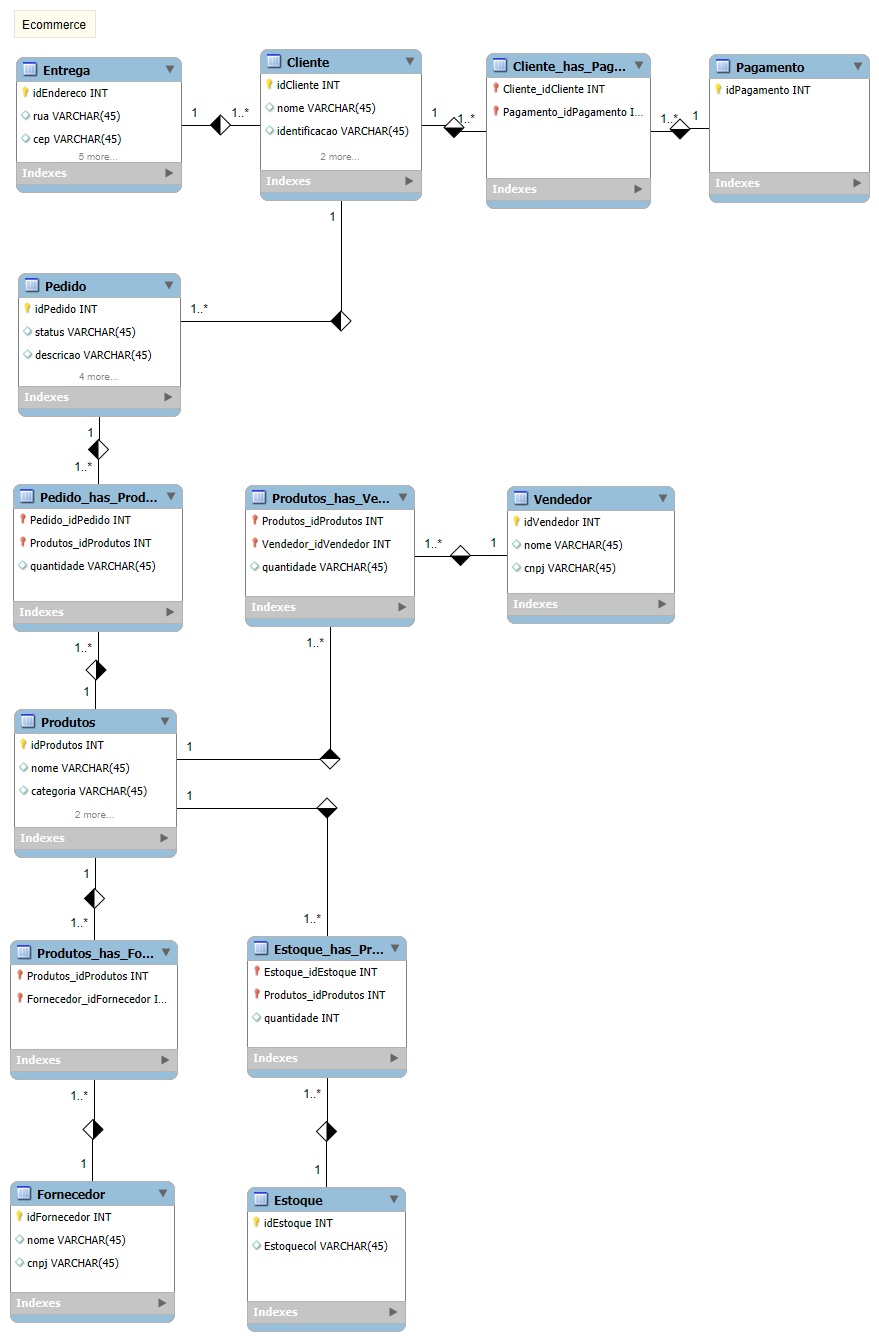 Ecommerce
Entrega
idEndereco INT
rua VARCHAR(45)
cep VARCHAR(45)
5 more...
Indexes
1
1..*
Cliente
idCliente INT
nome VARCHAR(45)
identificacao VARCHAR(45)
2 more...
Indexes
1
1..*
Cliente_has_Pag...
Cliente_idCliente INT
Pagamento_idPagamento I...
Indexes
1..*
1
Pagamento
idPagamento INT
Indexes
1
1..*
Pedido
idPedido INT
status VARCHAR(45)
descricao VARCHAR(45)
4 more...
Indexes
1
1..*
Pedido_has_Prod...
Pedido_idPedido INT
Produtos_idProdutos INT
quantidade VARCHAR(45)
Indexes
Produtos_has_Ve...
Produtos_idProdutos INT
Vendedor_idVendedor INT
quantidade VARCHAR(45)
Indexes
1..*
1
Vendedor
idVendedor INT
nome VARCHAR(45)
cnpj VARCHAR(45)
Indexes
1..*
1
1..*
Produtos
idProdutos INT
nome VARCHAR(45)
categoria VARCHAR(45)
2 more...
Indexes
1
1
1
1..*
1..*
Produtos_has_Fo...
Produtos_idProdutos INT
Fornecedor_idFornecedor I...
Indexes
Estoque_has_Pr...
Estoque_idEstoque INT
Produtos_idProdutos INT
quantidade INT
Indexes
1..*
1
1..*
1
Fornecedor
idFornecedor INT
nome VARCHAR(45)
cnpj VARCHAR(45)
Indexes
Estoque
idEstoque INT
Estoquecol VARCHAR(45)
Indexes